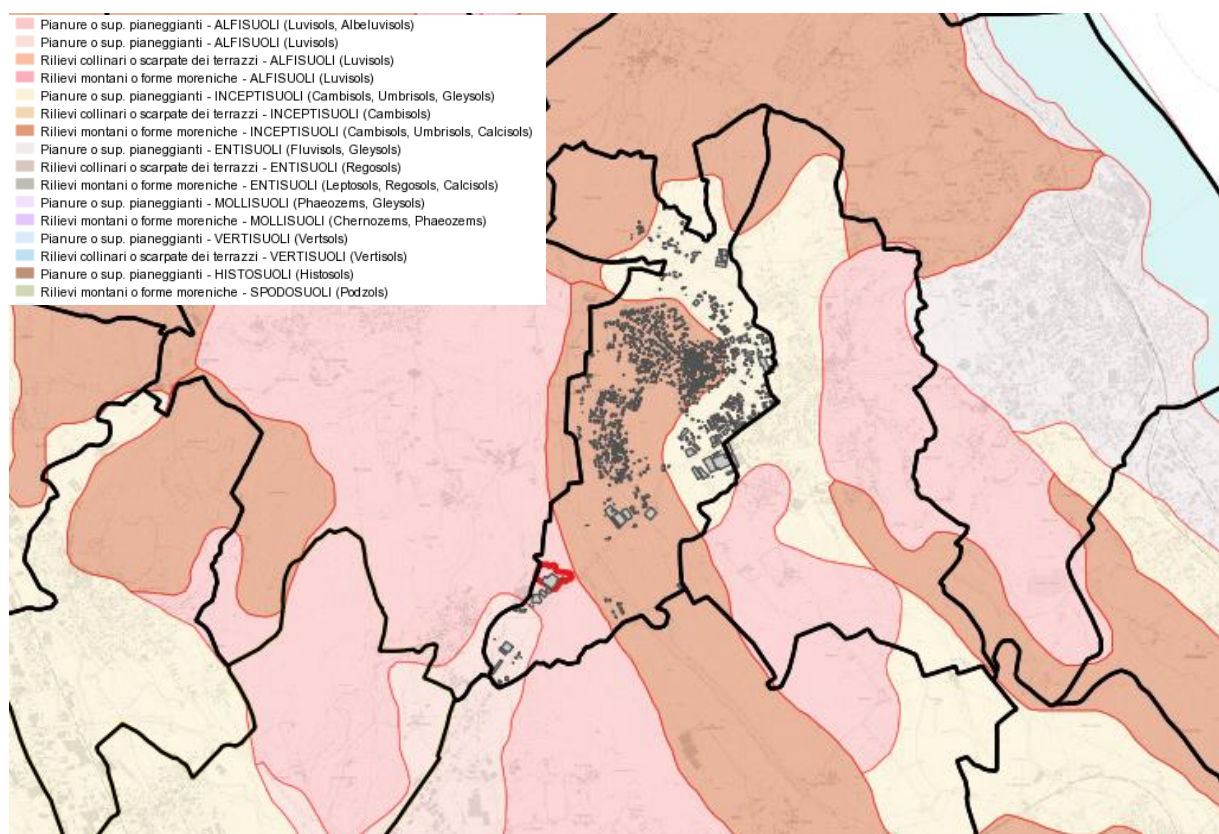 Pianure o sup. pianeggianti - ALFISUOLI (Luvisols, Albeluvisols)
Pianure o sup. pianeggianti - ALFISUOLI (Luvisols)
Rilievi collinari o scarpate dei terrazzi - ALFISUOLI (Luvisols)
Rilievi montani o forme moreniche - ALFISUOLI (Luvisols)
Pianure o sup. pianeggianti - INCEPTISUOLI (Cambisols, Umbrisols, Gleysols)
Rilievi collinari o scarpate dei terrazzi - INCEPTISUOLI (Cambisols)
Rilievi montani o forme moreniche - INCEPTISUOLI (Cambisols, Umbrisols, Calcisols)
Pianure o sup. pianeggianti - ENTISUOLI (Fluvisols, Gleysols)
Rilievi collinari o scarpate dei terrazzi - ENTISUOLI (Regosols)
Rilievi montani o forme moreniche - ENTISUOLI (Leptosols, Regosols, Calcisols)
Pianure o sup. pianeggianti - MOLLISUOLI (Phaeozems, Gleysols)
Rilievi montani o forme moreniche - MOLLISUOLI (Chernozems, Phaeozems)
Pianure o sup. pianeggianti - VERTISUOLI (Vertsols)
Rilievi collinari o scarpate dei terrazzi - VERTISUOLI (Vertisols)
Pianure o sup. pianeggianti - HISTOSUOLI (Histosols)
Rilievi montani o forme moreniche - SPODOSUOLI (Podzols)